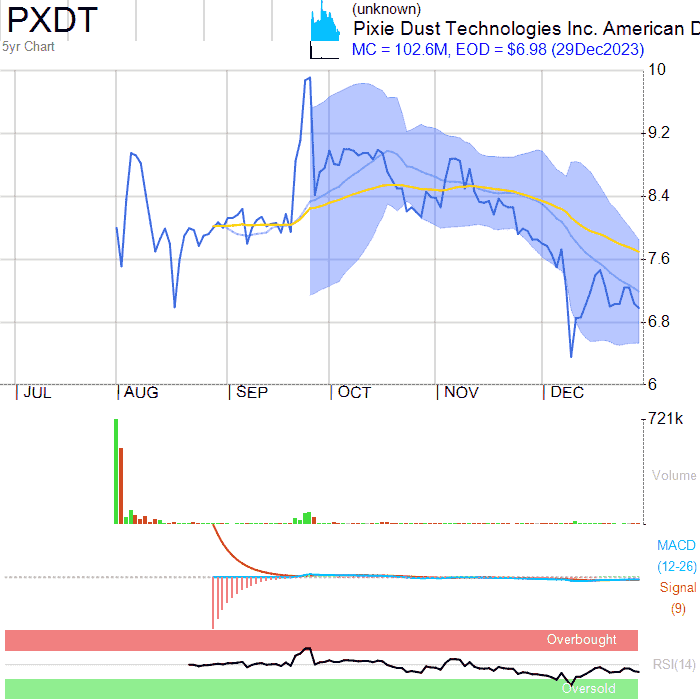 PXDT
5yr Chart
(unknown)
Pixie Dust Technologies Inc. American D
MC = 102.6M, EOD = $6.98 (29Dec2023)
10
9.2
8.4
7.6
6.8
6
JUL AUG SEP OCT NOV DEC
721k
Volume
MACD
(12-26)
Signal
(9)
Overbought
RSI(14)
Oversold